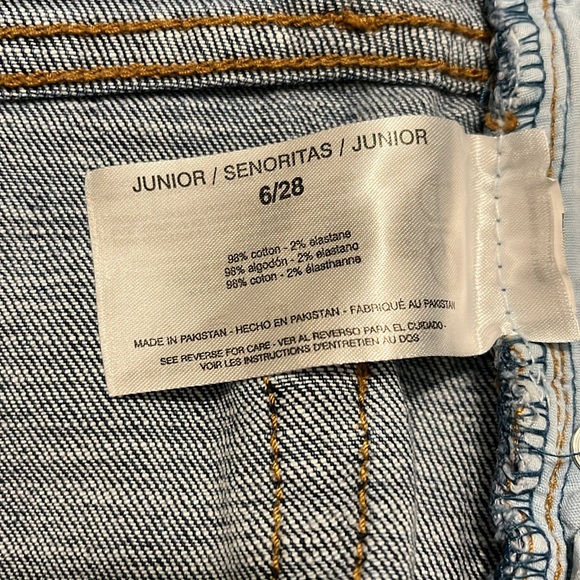 JUNIOR / SENORITAS / JUNIOR
6/28
98% cotton - 2% elastane
98% algodón - 2% elastano
98% coton - 2% élasthanne
MADE IN PAKISTAN - HECHO EN PAKISTAN - FABRIQUÉ AU PAKISTAN
SEE REVERSE FOR CARE - VER AL REVERSO PARA EL CUIDADO -
VOIR LES INSTRUCTIONS D'ENTRETIEN AU DOS